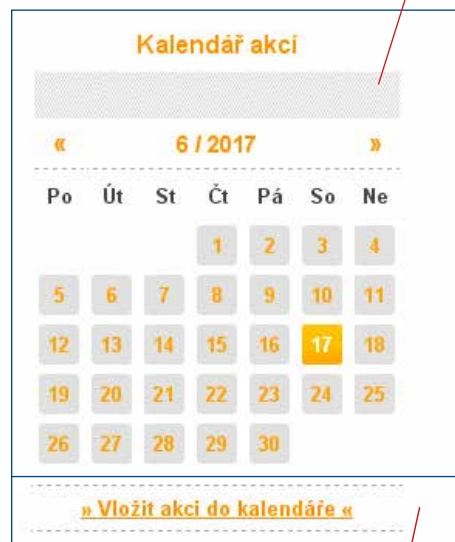 Kalendář akcí
« 6 / 2017 »
Po Út St Čt Pá So Ne
1 2 3 4
5 6 7 8 9 10 11
12 13 14 15 16 17 18
19 20 21 22 23 24 25
26 27 28 29 30
» Vložit akci do kalendáře «